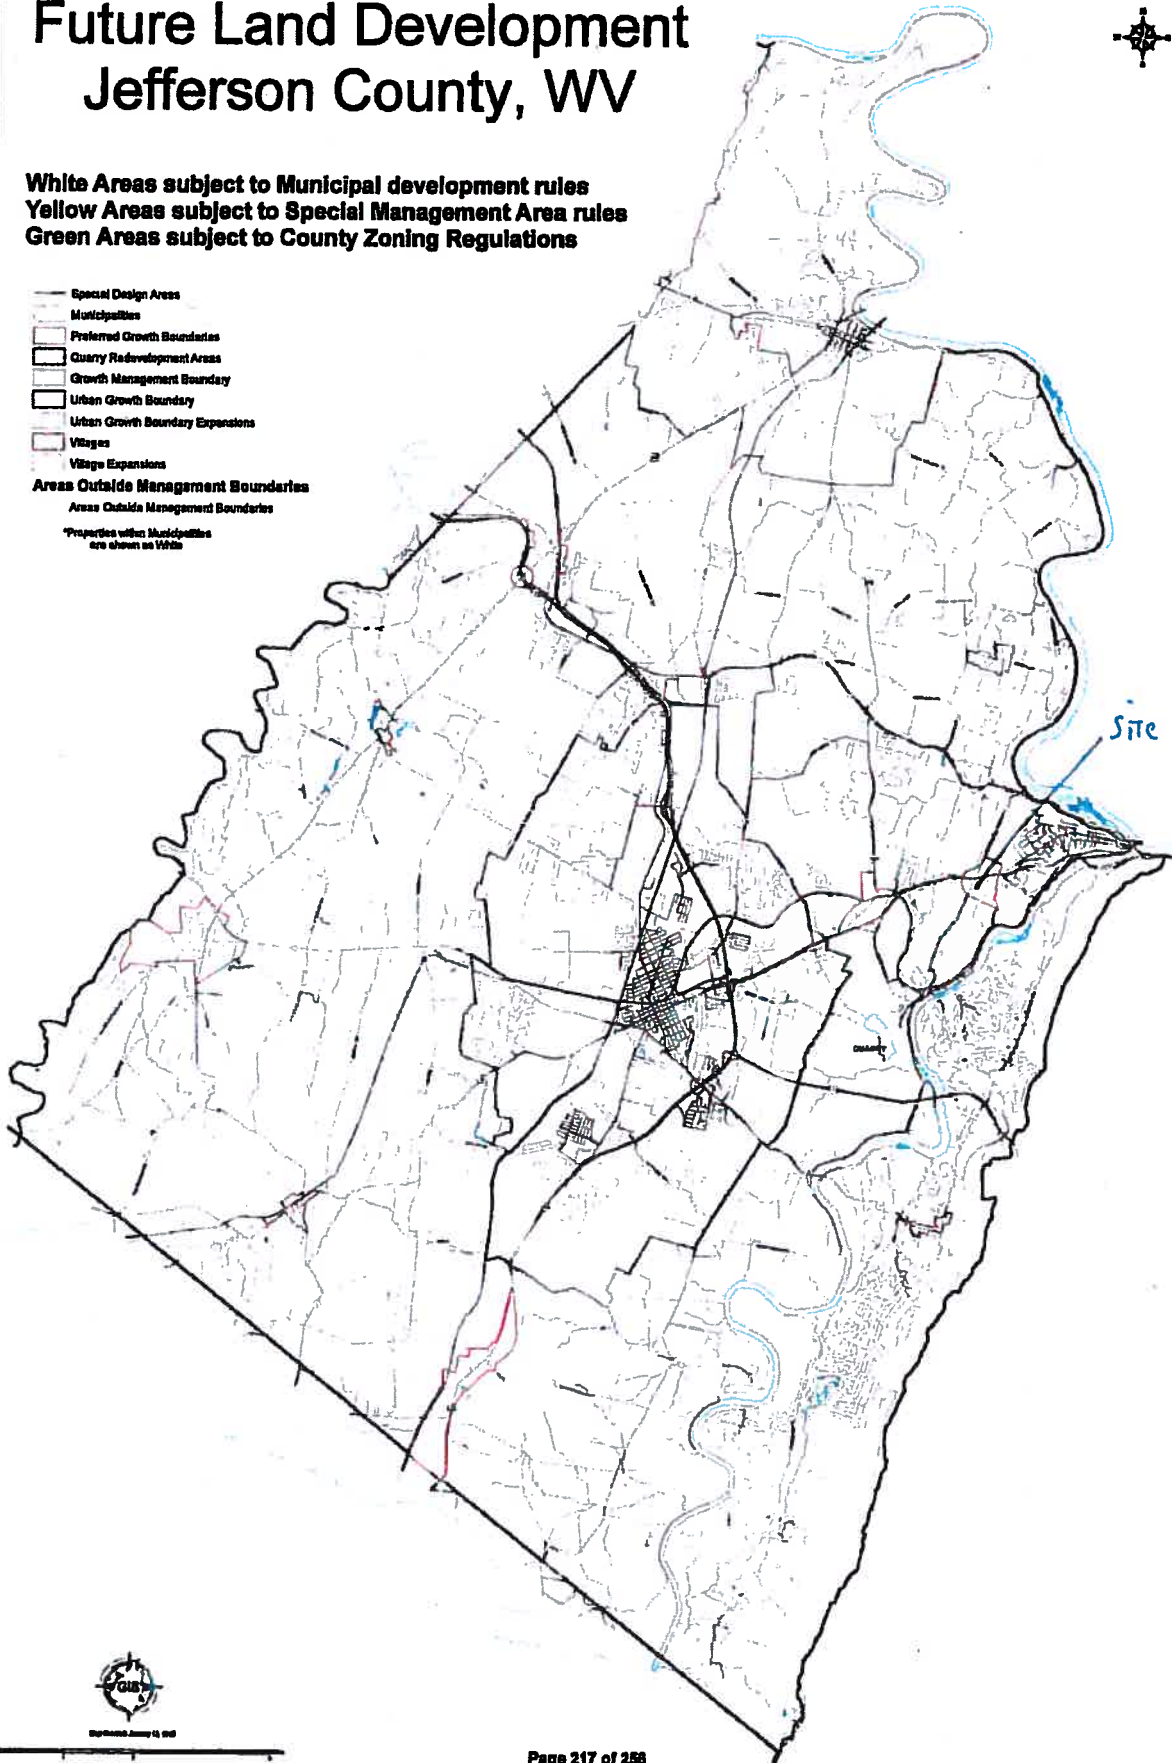 Future Land Development
Jefferson County, WV
White Areas subject to Municipal development rules
Yellow Areas subject to Special Management Area rules
Green Areas subject to County Zoning Regulations
Special Design Areas
Municipalities
Preferred Growth Boundaries
Quarry Redevelopment Areas
Growth Management Boundary
Urban Growth Boundary
Urban Growth Boundary Expansions
Villages
Village Expansions
Areas Outside Management Boundaries
Areas Outside Management Boundaries
*Properties within Municipalities
are shown as White
Site
QUARRY
GIS
Page 217 of 256